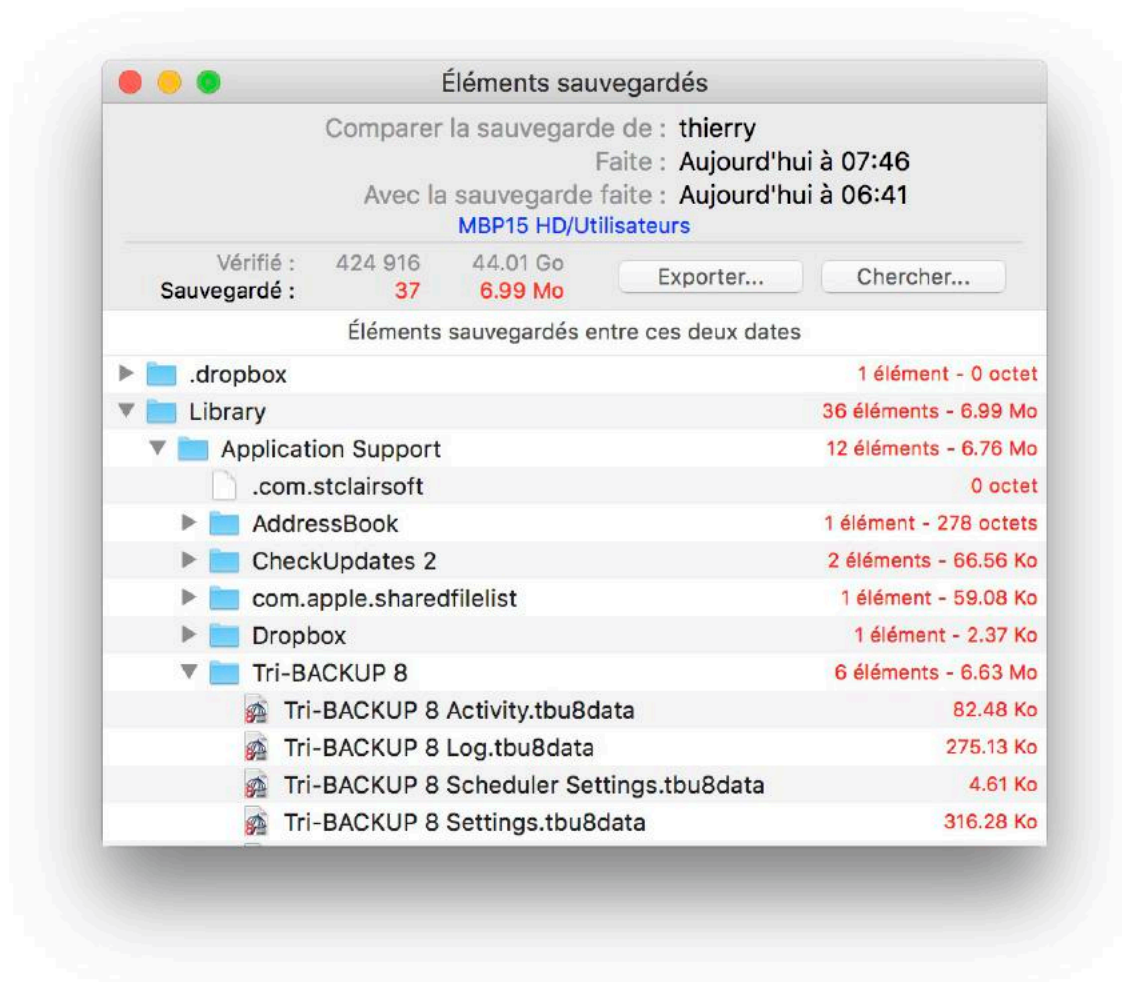 Éléments sauvegardés
Comparer la sauvegarde de : thierry
Faite : Aujourd'hui à 07:46
Avec la sauvegarde faite : Aujourd'hui à 06:41
MBP15 HD/Utilisateurs
Vérifié : 424 916 44.01 Go
Sauvegardé : 37 6.99 Mo
Exporter... Chercher...
Éléments sauvegardés entre ces deux dates
.dropbox 1 élément - 0 octet
Library 36 éléments - 6.99 Mo
Application Support 12 éléments - 6.76 Mo
.com.stclairsoft 0 octet
AddressBook 1 élément - 278 octets
CheckUpdates 2 2 éléments - 66.56 Ko
com.apple.sharedfilelist 1 élément - 59.08 Ko
Dropbox 1 élément - 2.37 Ko
Tri-BACKUP 8 6 éléments - 6.63 Mo
Tri-BACKUP 8 Activity.tbu8data 82.48 Ko
Tri-BACKUP 8 Log.tbu8data 275.13 Ko
Tri-BACKUP 8 Scheduler Settings.tbu8data 4.61 Ko
Tri-BACKUP 8 Settings.tbu8data 316.28 Ko